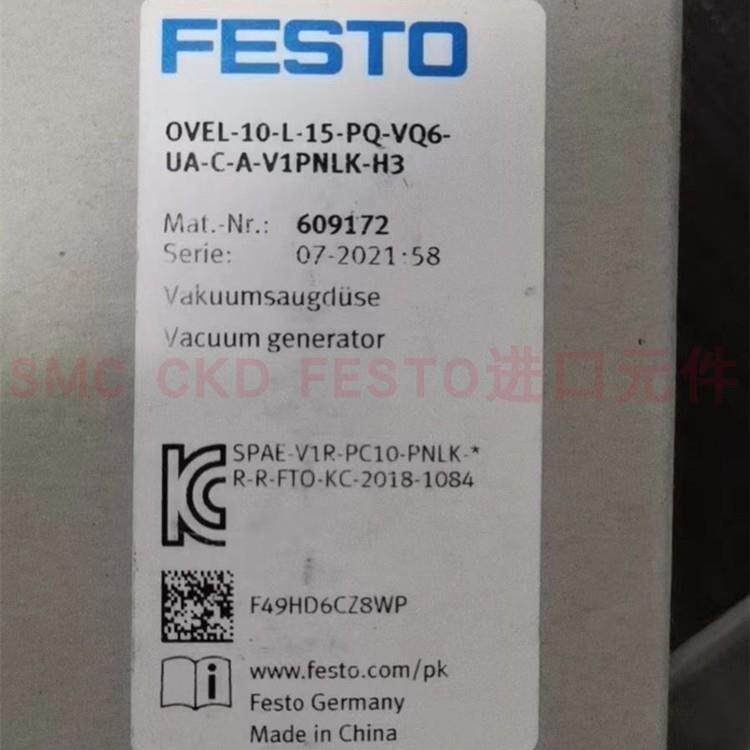 FESTO
OVEL-10-L-15-PQ-VQ6-
UA-C-A-V1PNLK-H3
Mat.-Nr.: 609172
Serie: 07-2021:58
Vakuumsaugdüse
Vacuum generator
SMC CKD FESTO进口元件
SPAE-V1R-PC10-PNLK-*
R-R-FTO-KC-2018-1084
F49HD6CZ8WP
www.festo.com/pk
Festo Germany
Made in China